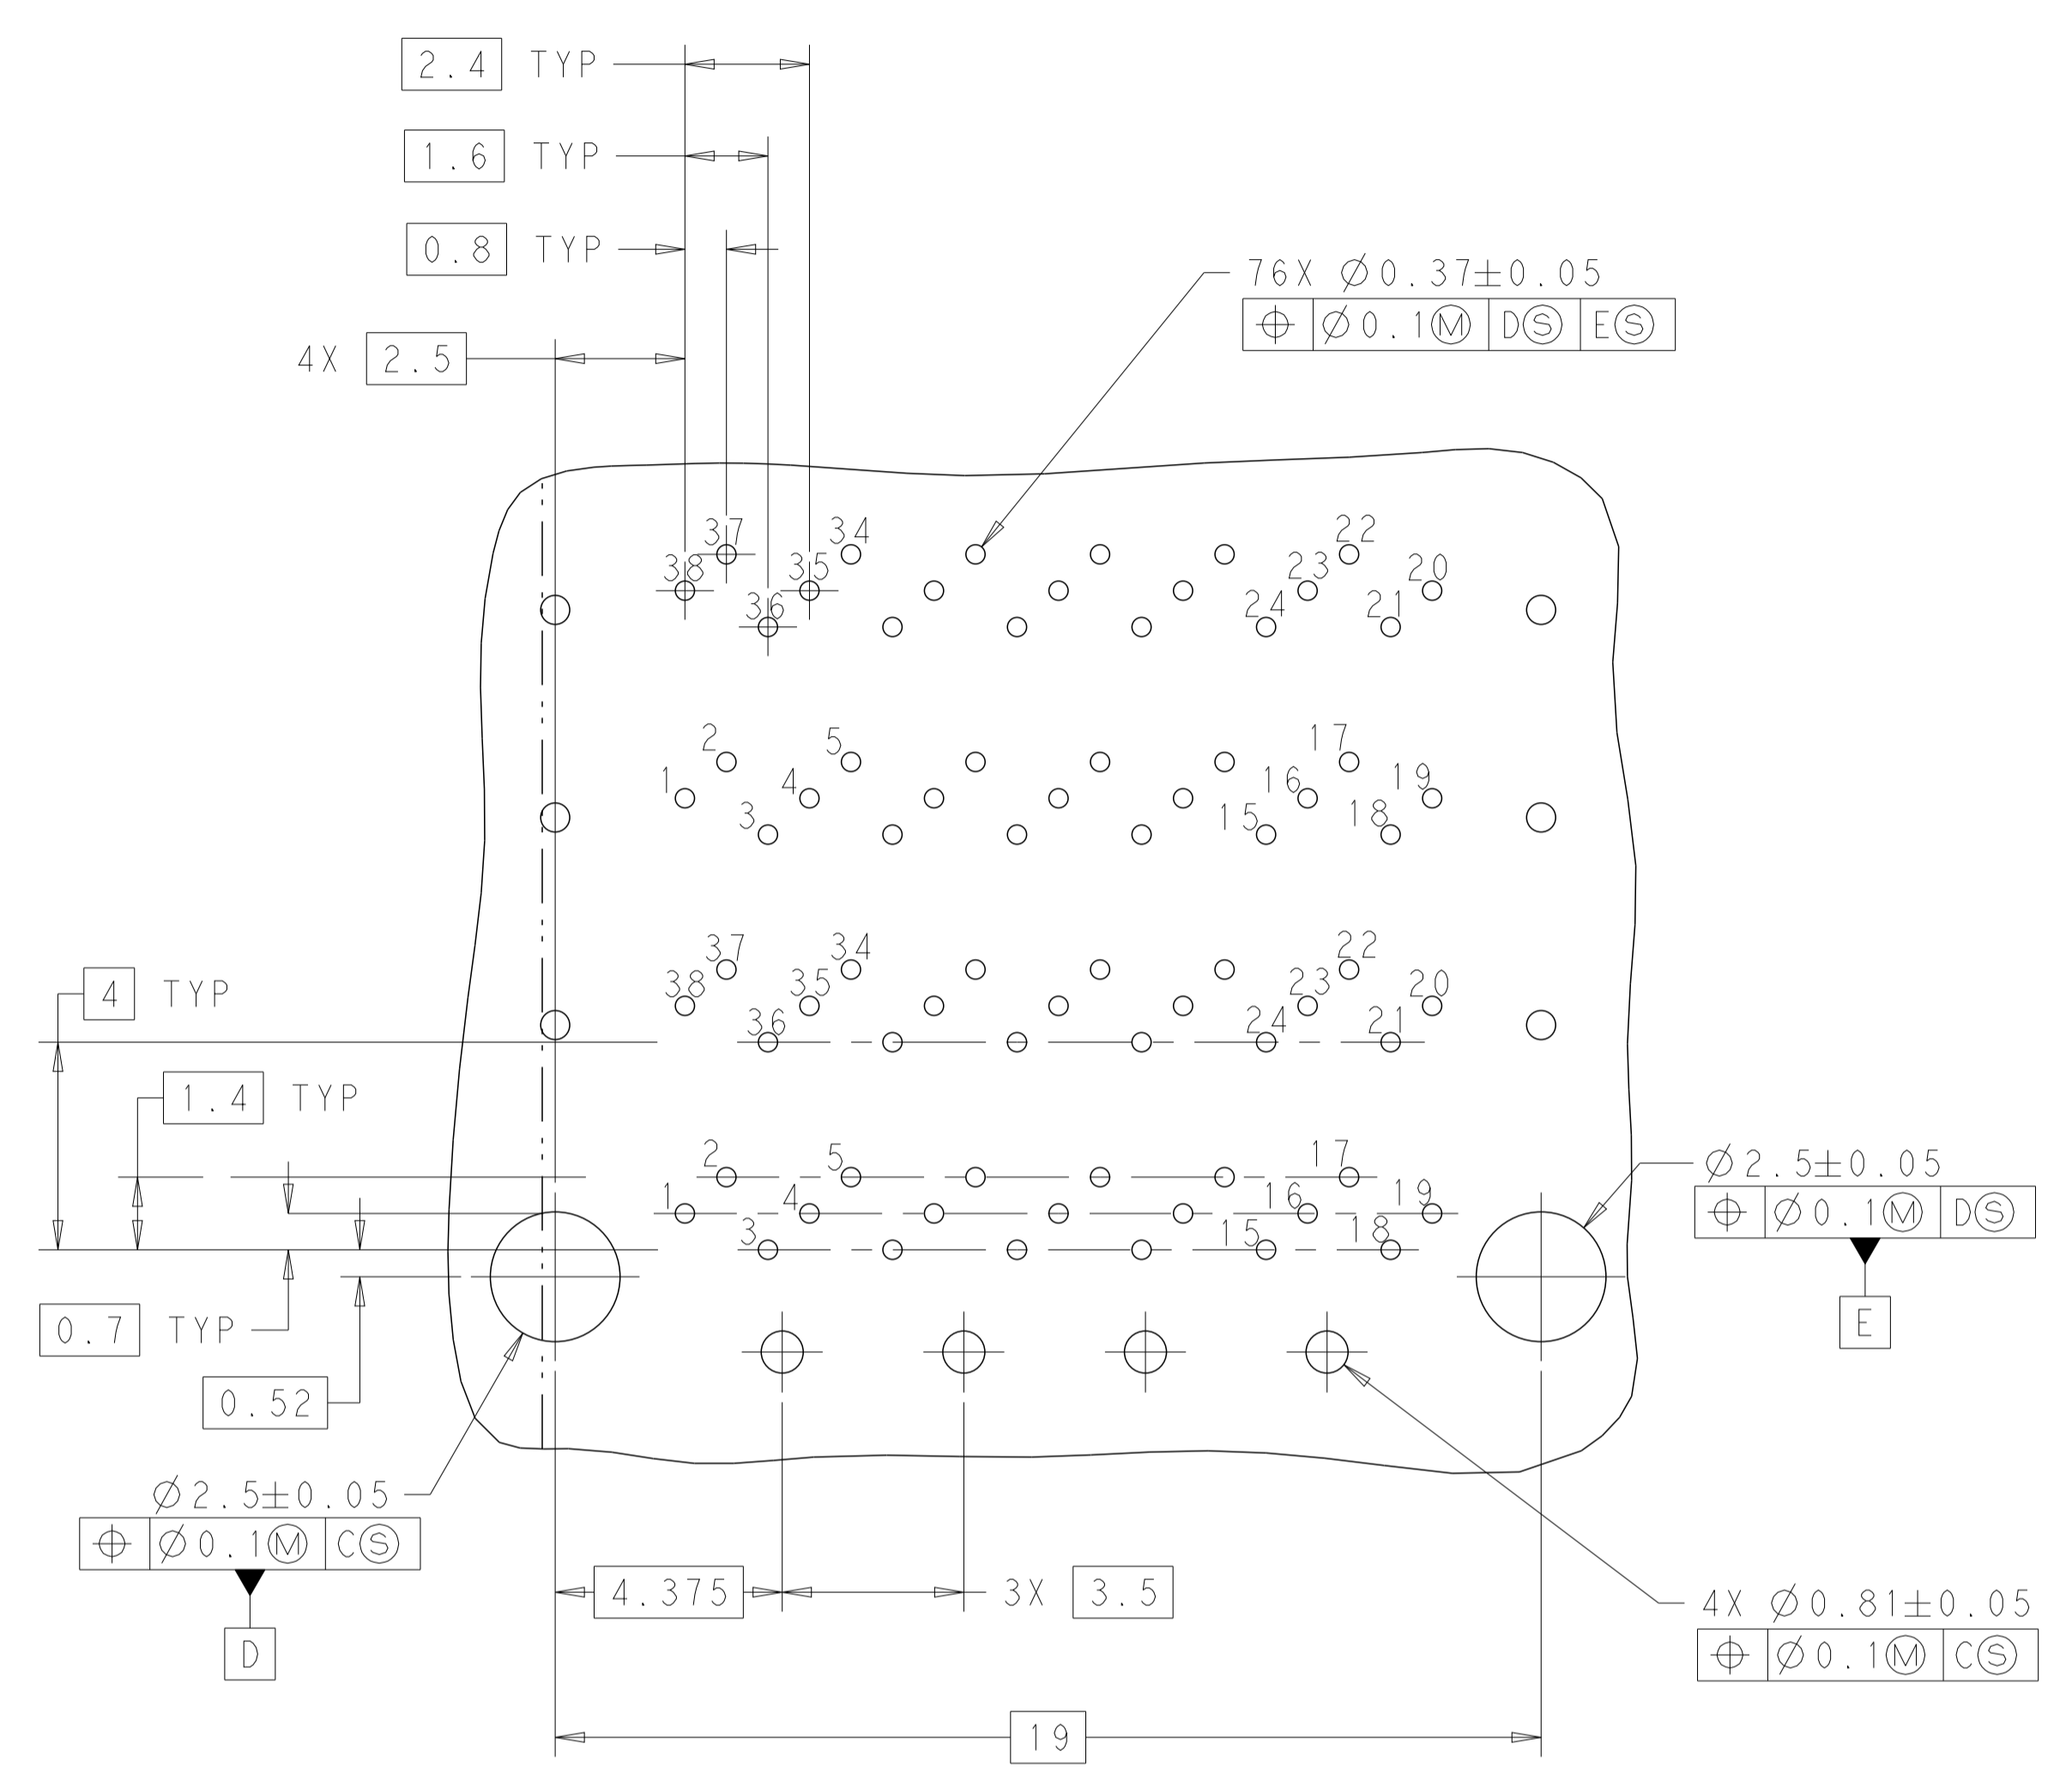 2.4 TYP
1.6 TYP
0.8 TYP
76X Ø0.37±0.05
⌖ Ø0.1Ⓜ DⓈ EⓈ
4X 2.5
37 34 22
38 35 23 20
36 24 21
2 5 17
1 4 16 19
3 15 18
37 34 22
38 35 23 20
4 TYP
36 24 21
1.4 TYP
2 5 17
Ø2.5±0.05
1 4 16 19
⌖ Ø0.1Ⓜ DⓈ
3 15 18
E
0.7 TYP
0.52
Ø2.5±0.05
⌖ Ø0.1Ⓜ CⓈ
D
4.375 3X 3.5
4X Ø0.81±0.05
⌖ Ø0.1Ⓜ CⓈ
19